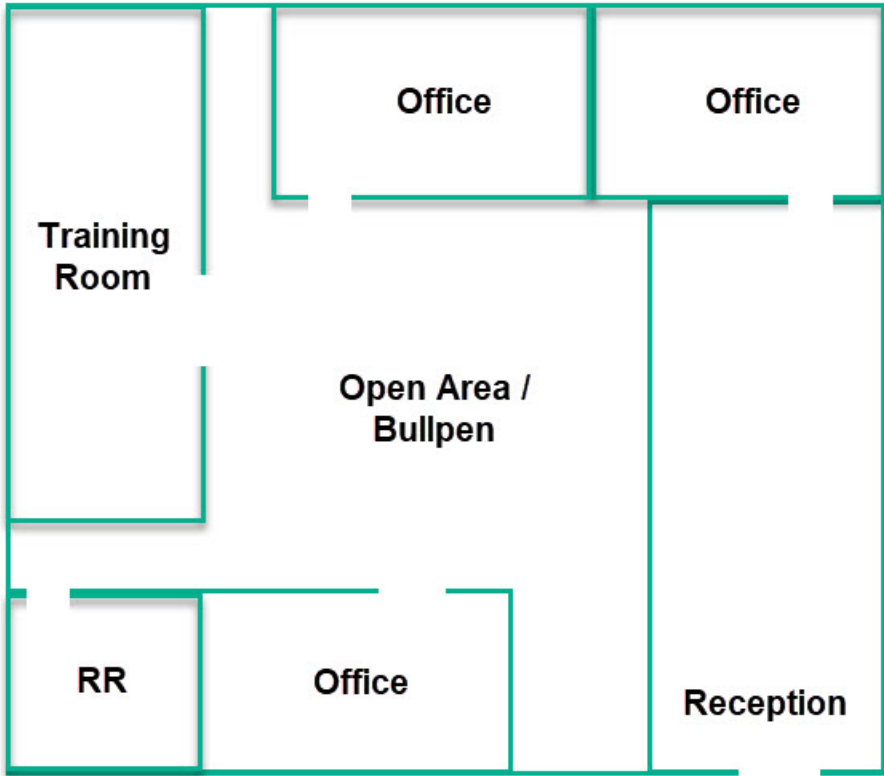 Office
Office
Training
Room
Open Area /
Bullpen
RR
Office
Reception